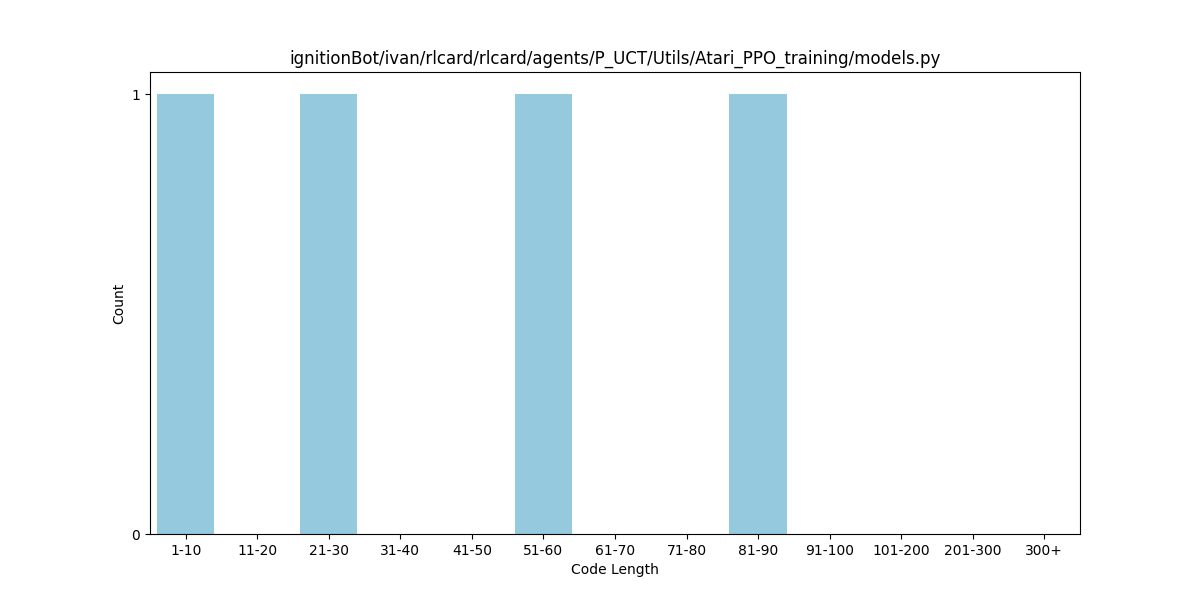 ignitionBot/ivan/rlcard/rlcard/agents/P_UCT/Utils/Atari_PPO_training/models.py
1
Count
0
1-10 11-20 21-30 31-40 41-50 51-60 61-70 71-80 81-90 91-100 101-200 201-300 300+
Code Length